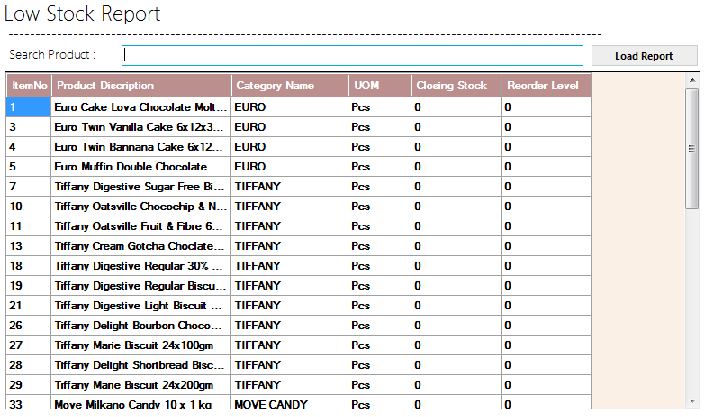 Low Stock Report
Search Product :
Load Report
ItemNo Product Discription Category Name UOM Closing Stock Reorder Level
1 Euro Cake Lova Chocolate Molt... EURO Pcs 0 0
3 Euro Twin Vanilla Cake 6x12x3... EURO Pcs 0 0
4 Euro Twin Bannana Cake 6x12... EURO Pcs 0 0
5 Euro Muffin Double Chocolate EURO Pcs 0 0
7 Tiffany Digestive Sugar Free Bi... TIFFANY Pcs 0 0
10 Tiffany Oatsville Chocochip & N... TIFFANY Pcs 0 0
11 Tiffany Oatsville Fruit & Fibre 6... TIFFANY Pcs 0 0
13 Tiffany Cream Gotcha Choclate... TIFFANY Pcs 0 0
18 Tiffany Digestive Regular 30% ... TIFFANY Pcs 0 0
19 Tiffany Digestive Regular Biscu... TIFFANY Pcs 0 0
21 Tiffany Digestive Light Biscuit ... TIFFANY Pcs 0 0
26 Tiffany Delight Bourbon Choco... TIFFANY Pcs 0 0
27 Tiffany Marie Biscuit 24x100gm TIFFANY Pcs 0 0
28 Tiffany Delight Shortbread Bisc... TIFFANY Pcs 0 0
29 Tiffany Marie Biscuit 24x200gm TIFFANY Pcs 0 0
33 Move Milkano Candy 10 x 1 kg MOVE CANDY Pcs 0 0